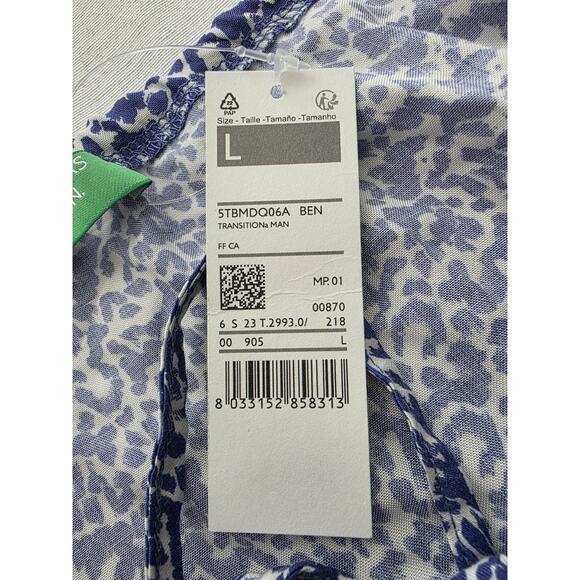 PAP
Size - Taille -Tamaño -Tamanho
L
5TBMDQ06A BEN
TRANSITIONa MAN
FF CA
MP. 01
00870
6 S 23 T.2993.0/ 218
00 905 L
8 033152 858313